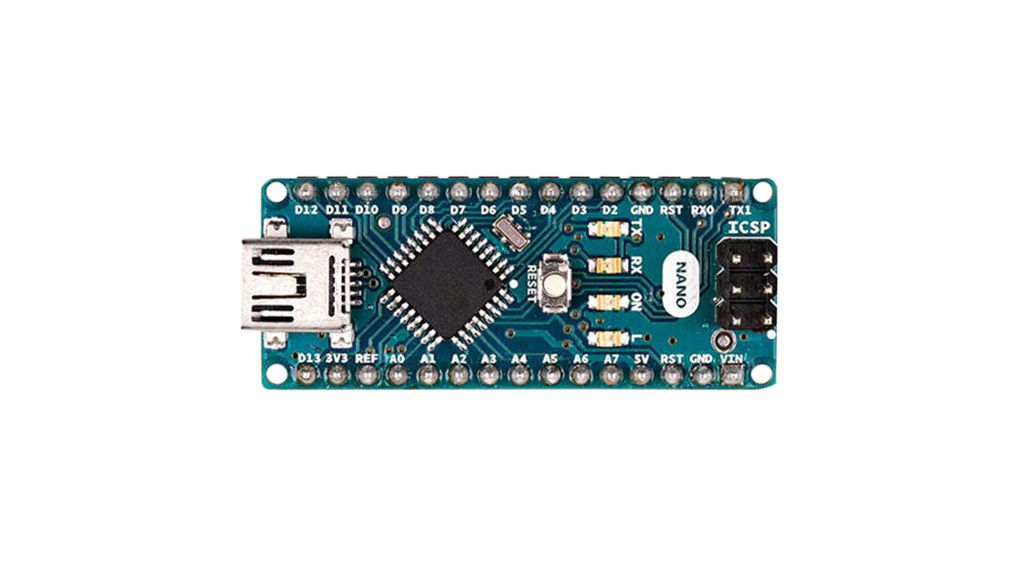 D12 D11 D10 D9 D8 D7 D6 D5 D4 D3 D2 GND RST RX0 TX1
ICSP
TX
RX
ON
L
RESET
NANO
D13 3V3 REF A0 A1 A2 A3 A4 A5 A6 A7 5V RST GND VIN